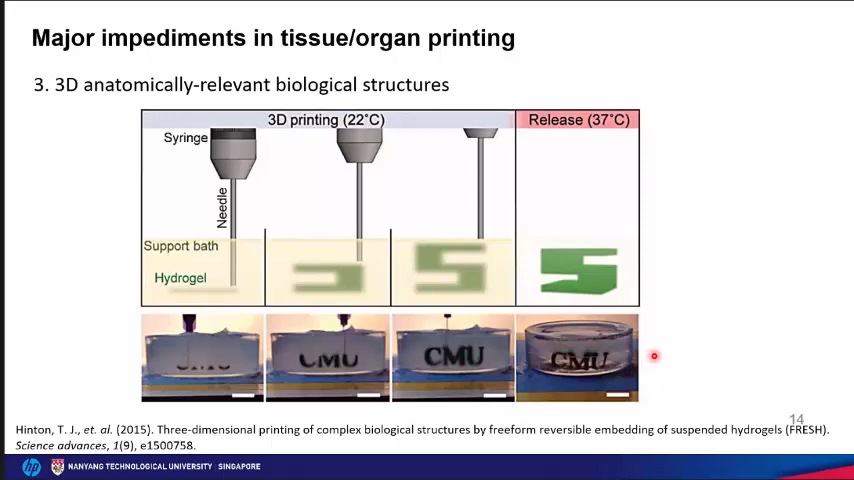 Major impediments in tissue/organ printing
3. 3D anatomically-relevant biological structures
3D printing (22˚C)
Release (37˚C)
Syringe
Needle
Support bath
Hydrogel
CMU
CMU
CMU
CMU
14
Hinton, T. J., et. al. (2015). Three-dimensional printing of complex biological structures by freeform reversible embedding of suspended hydrogels (FRESH).
Science advances, 1(9), e1500758.
hp
NANYANG TECHNOLOGICAL UNIVERSITY | SINGAPORE